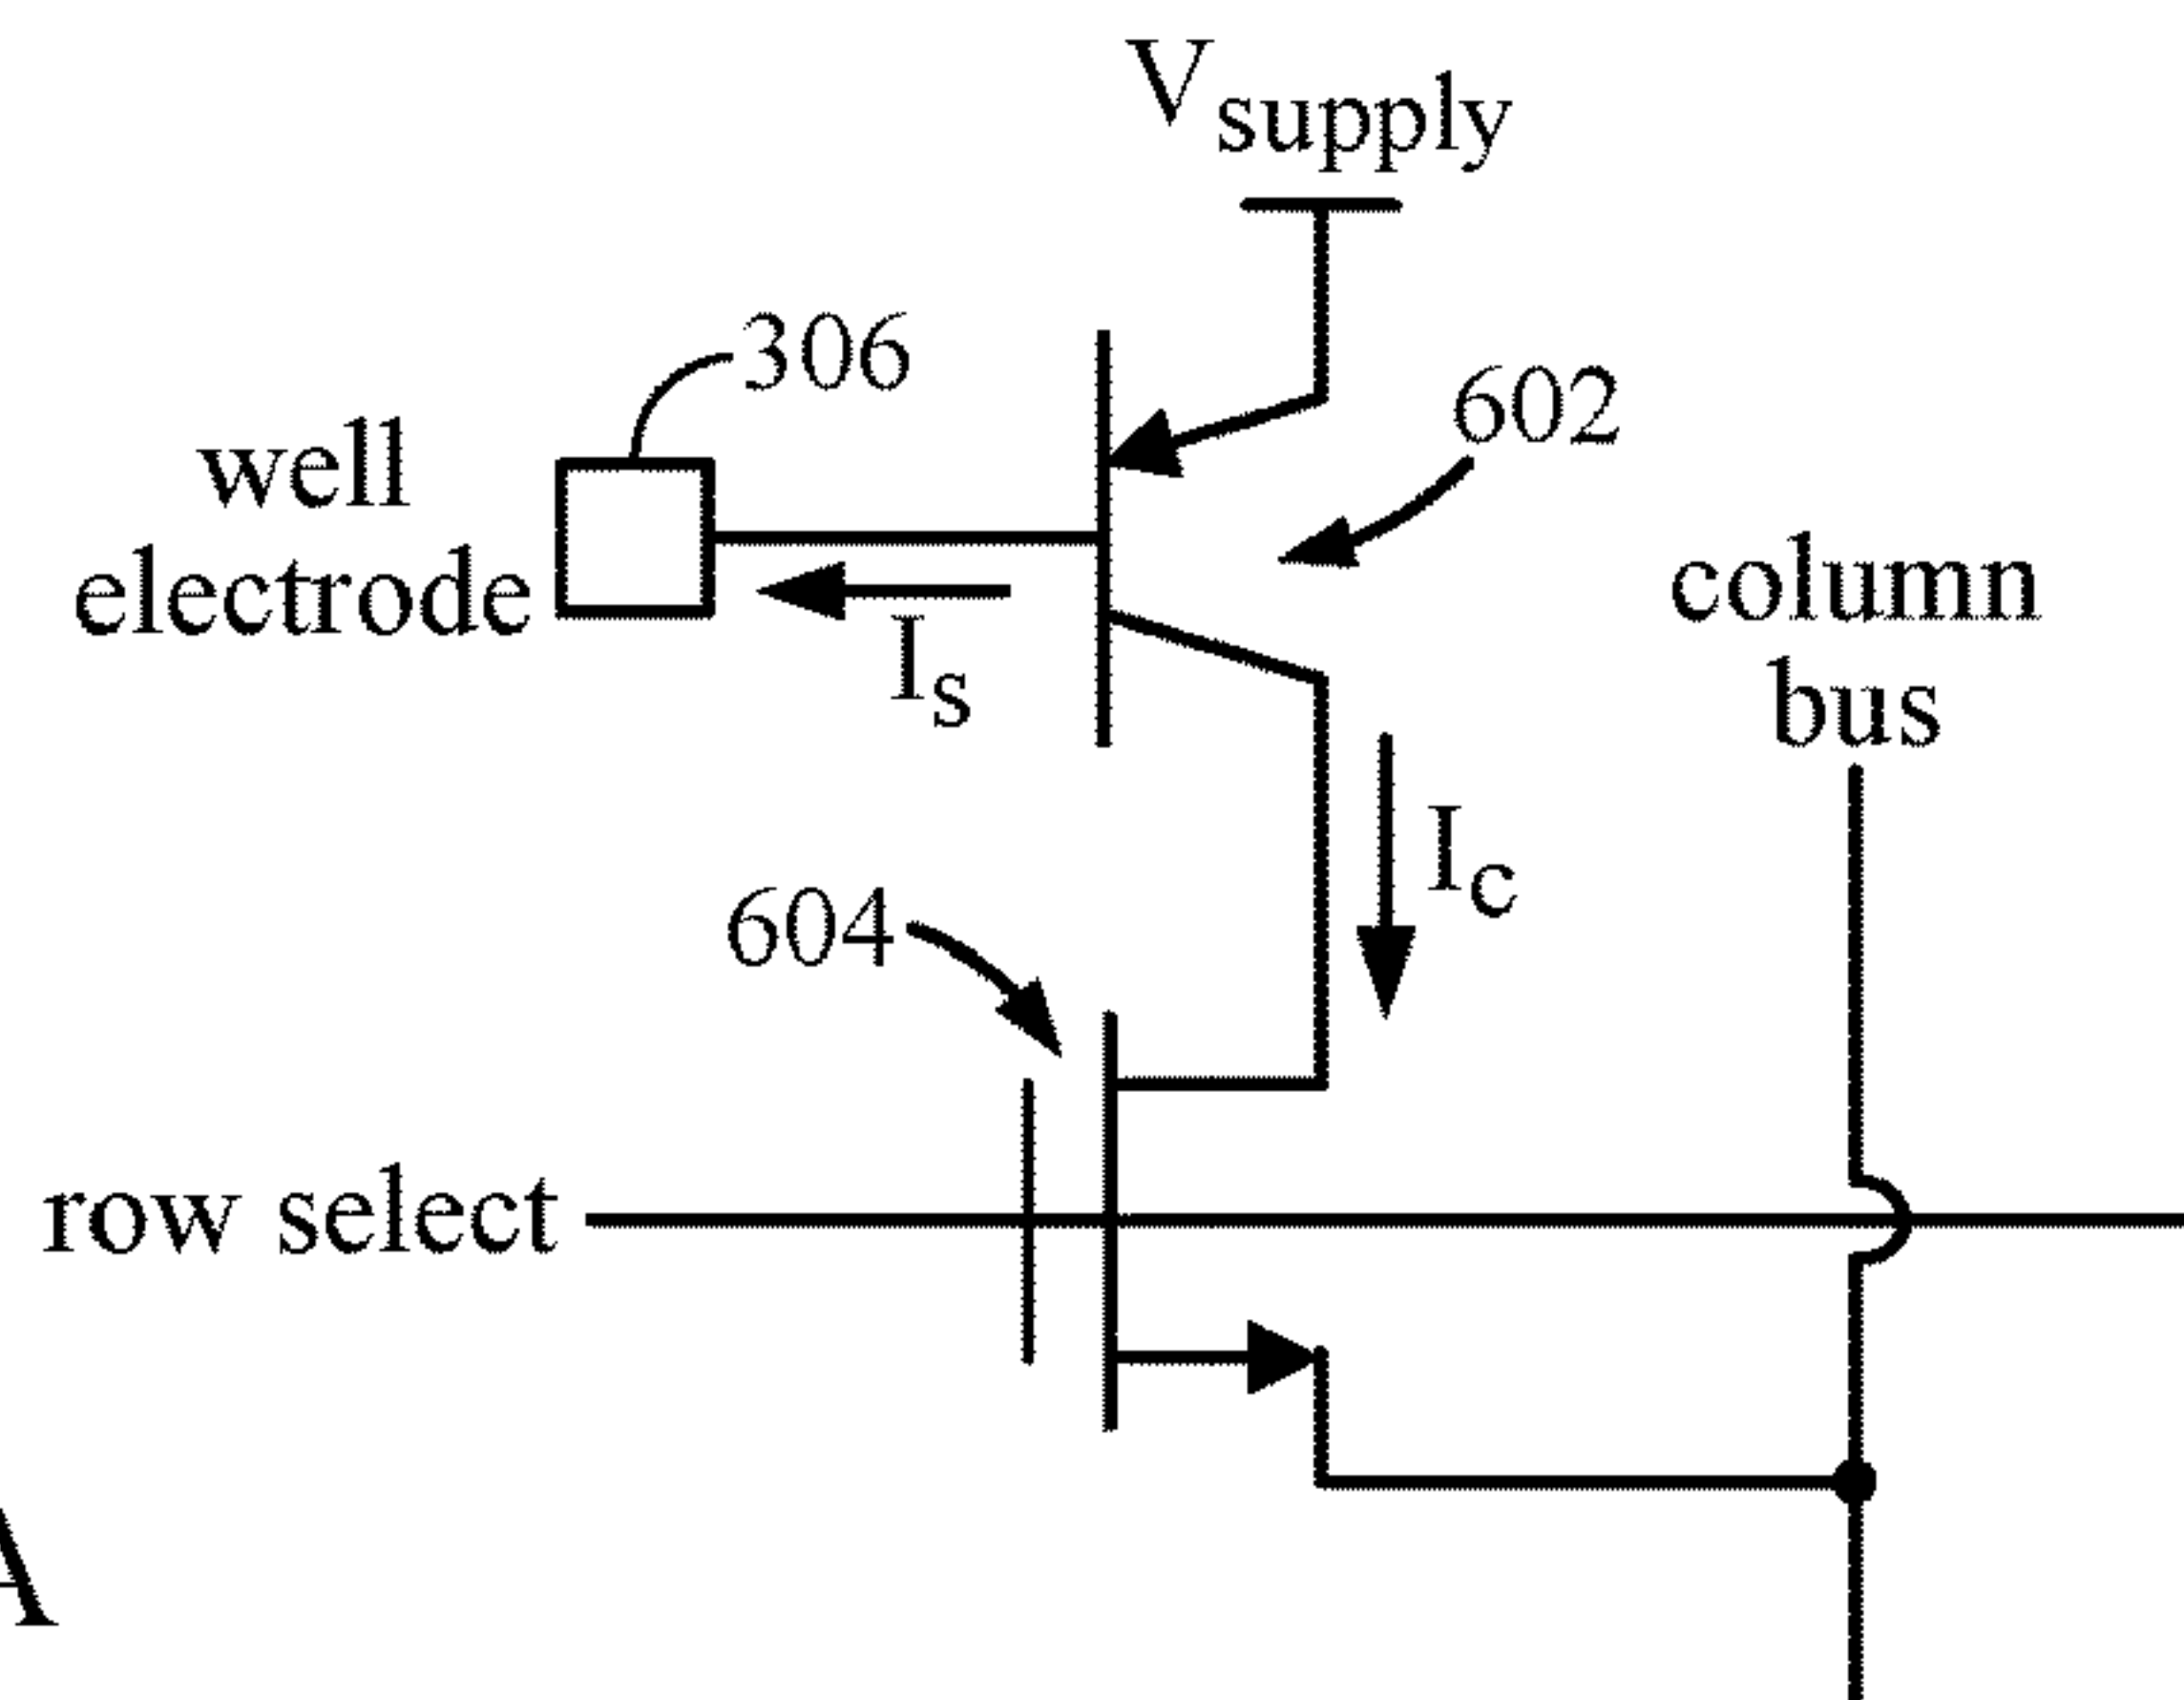 Vsupply
306
602
well
electrode
Is
column
bus
Ic
604
row select
A